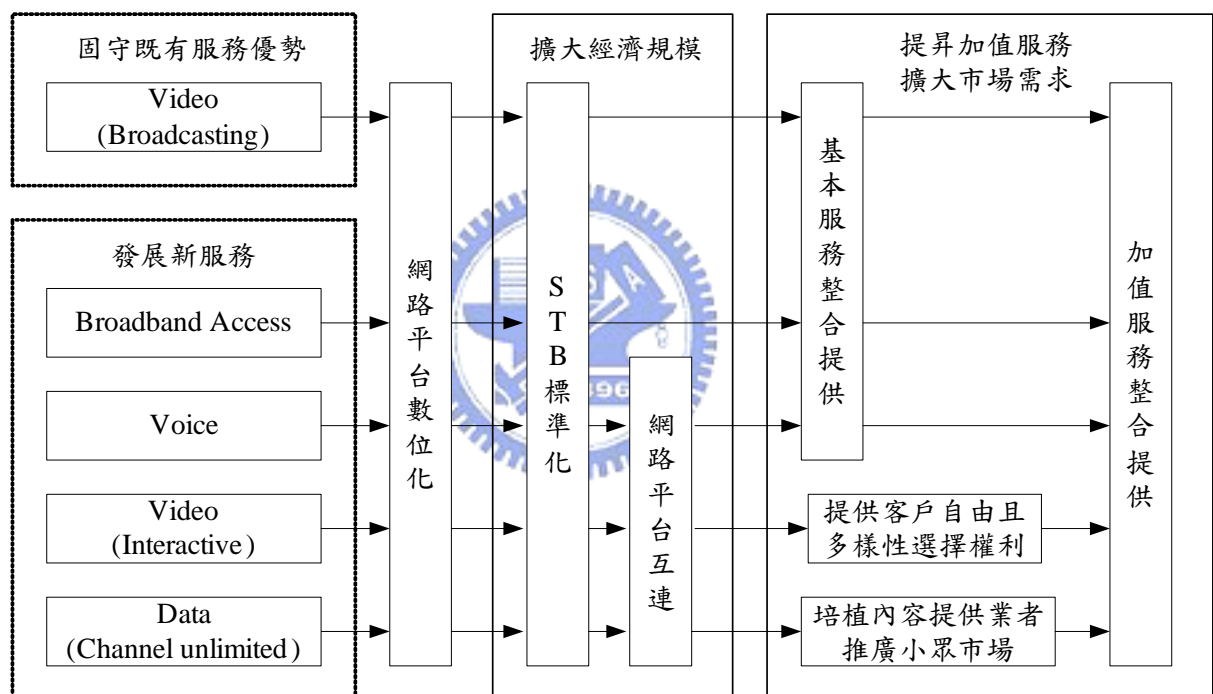 固守既有服務優勢
Video
(Broadcasting)
發展新服務
Broadband Access
Voice
Video
(Interactive)
Data
(Channel unlimited)
網路平台數位化
擴大經濟規模
STB標準化
網路平台互連
提昇加值服務
擴大市場需求
基本服務整合提供
提供客戶自由且
多樣性選擇權利
培植內容提供業者
推廣小眾市場
加值服務整合提供